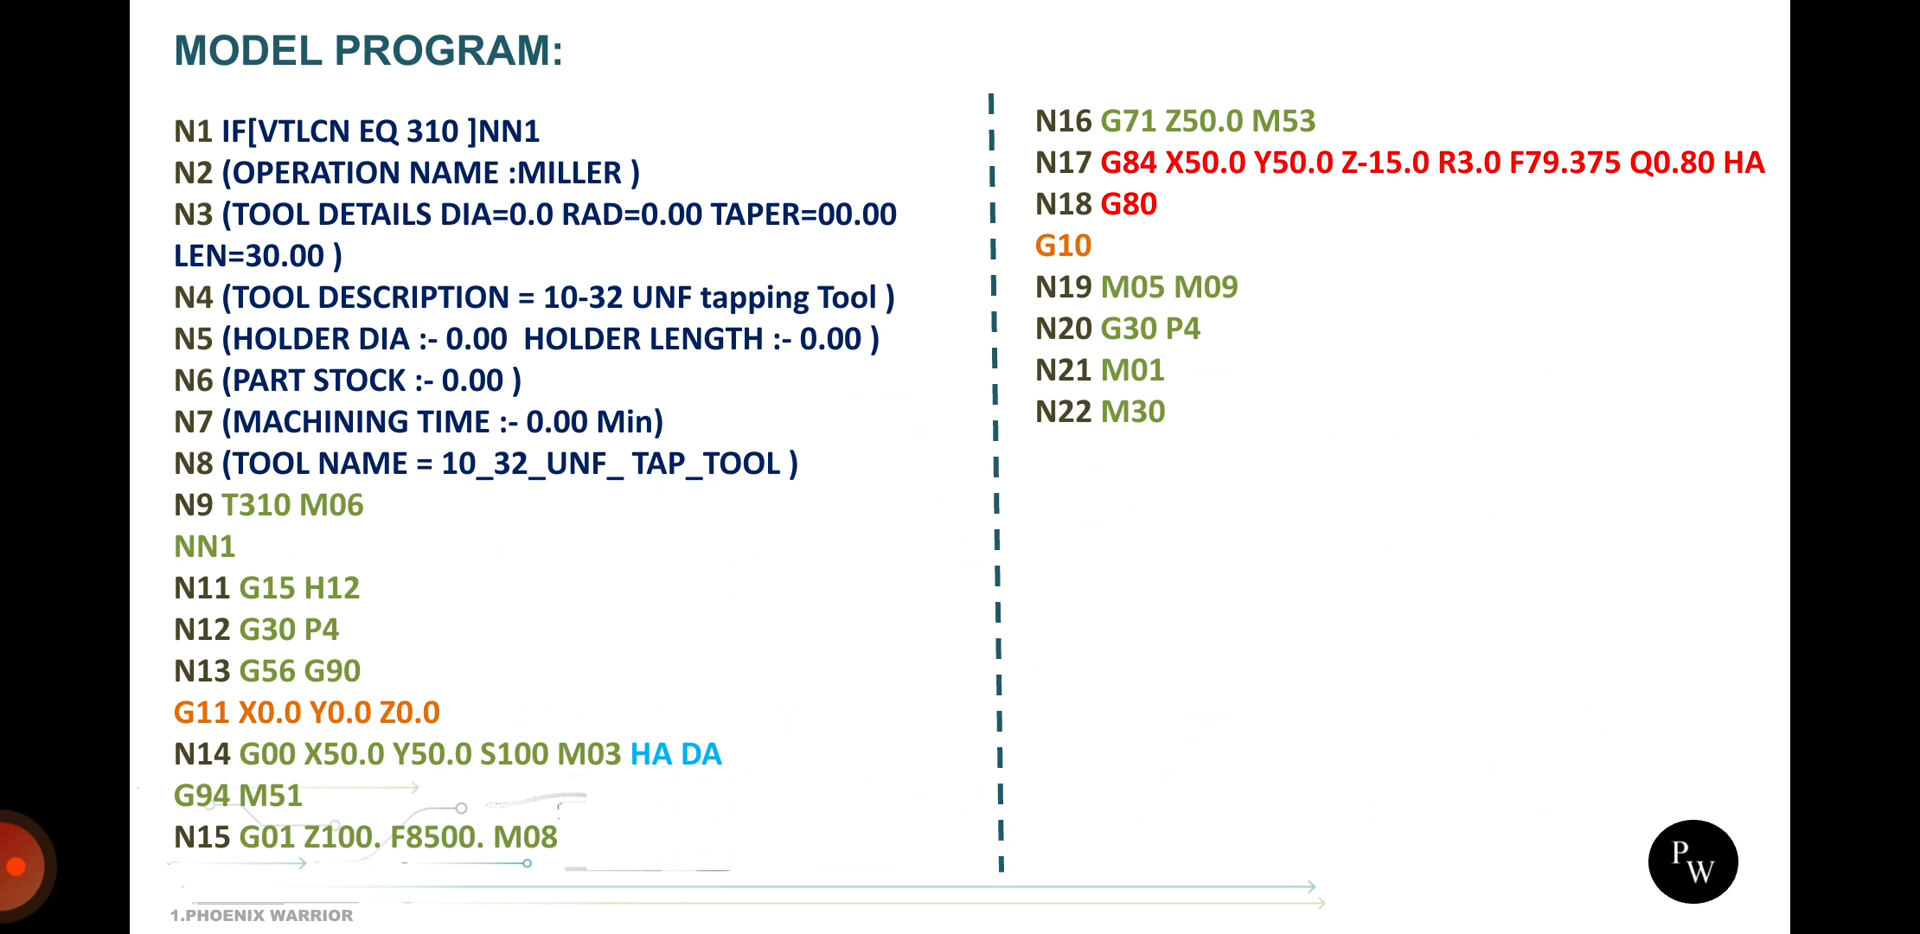 MODEL PROGRAM:
N1 IF[VTLCN EQ 310 ]NN1
N2 (OPERATION NAME :MILLER )
N3 (TOOL DETAILS DIA=0.0 RAD=0.00 TAPER=00.00
LEN=30.00 )
N4 (TOOL DESCRIPTION = 10-32 UNF tapping Tool )
N5 (HOLDER DIA :- 0.00  HOLDER LENGTH :- 0.00 )
N6 (PART STOCK :- 0.00 )
N7 (MACHINING TIME :- 0.00 Min)
N8 (TOOL NAME = 10_32_UNF_ TAP_TOOL )
N9 T310 M06
NN1
N11 G15 H12
N12 G30 P4
N13 G56 G90
G11 X0.0 Y0.0 Z0.0
N14 G00 X50.0 Y50.0 S100 M03 HA DA
G94 M51
N15 G01 Z100. F8500. M08
N16 G71 Z50.0 M53
N17 G84 X50.0 Y50.0 Z-15.0 R3.0 F79.375 Q0.80 HA
N18 G80
G10
N19 M05 M09
N20 G30 P4
N21 M01
N22 M30
PW
1.PHOENIX WARRIOR